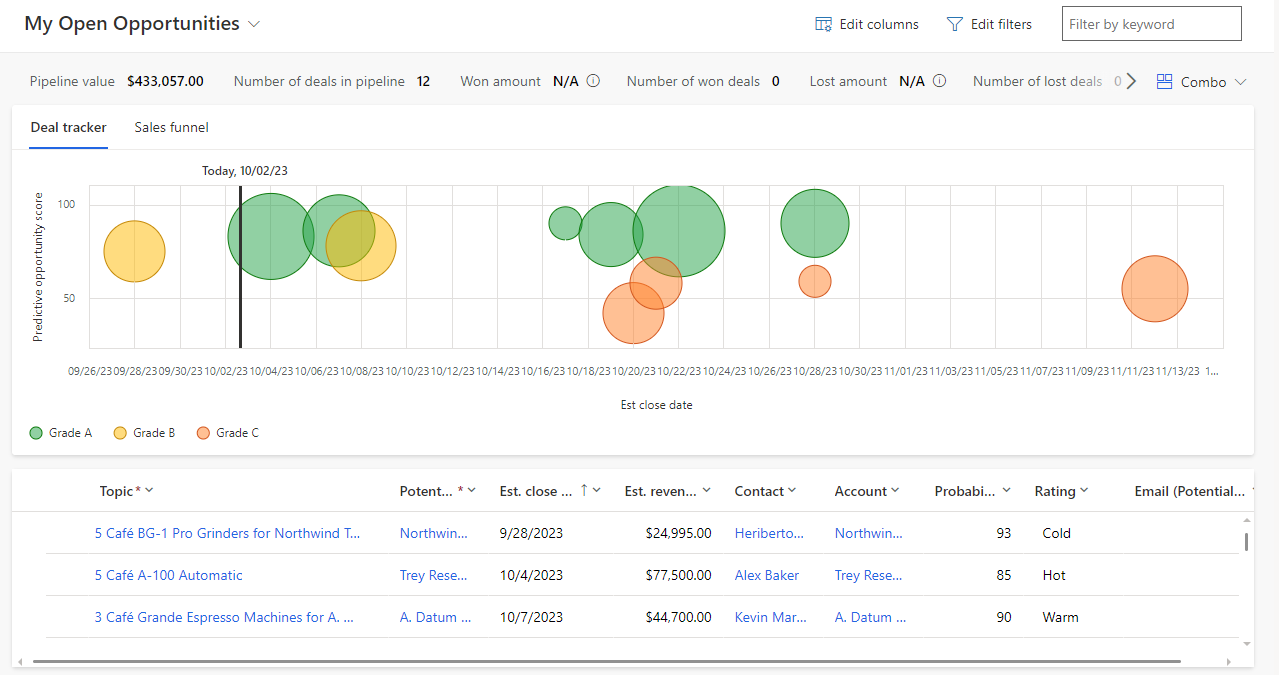 My Open Opportunities
Edit columns
Edit filters
Filter by keyword
Pipeline value $433,057.00 Number of deals in pipeline 12 Won amount N/A Number of won deals 0 Lost amount N/A Number of lost deals 0 Combo
Deal tracker Sales funnel
Today, 10/02/23
Predictive opportunity score
100
50
09/26/23 09/28/23 09/30/23 10/02/23 10/04/23 10/06/23 10/08/23 10/10/23 10/12/23 10/14/23 10/16/23 10/18/23 10/20/23 10/22/23 10/24/23 10/26/23 10/28/23 10/30/23 11/01/23 11/03/23 11/05/23 11/07/23 11/09/23 11/11/23 11/13/23 1...
Est close date
Grade A Grade B Grade C
Topic* Potent... * Est. close ... Est. reven... Contact Account Probabi... Rating Email (Potential...
5 Café BG-1 Pro Grinders for Northwind T... Northwin... 9/28/2023 $24,995.00 Heriberto... Northwin... 93 Cold
5 Café A-100 Automatic Trey Rese... 10/4/2023 $77,500.00 Alex Baker Trey Rese... 85 Hot
3 Café Grande Espresso Machines for A. ... A. Datum ... 10/7/2023 $44,700.00 Kevin Mar... A. Datum ... 90 Warm